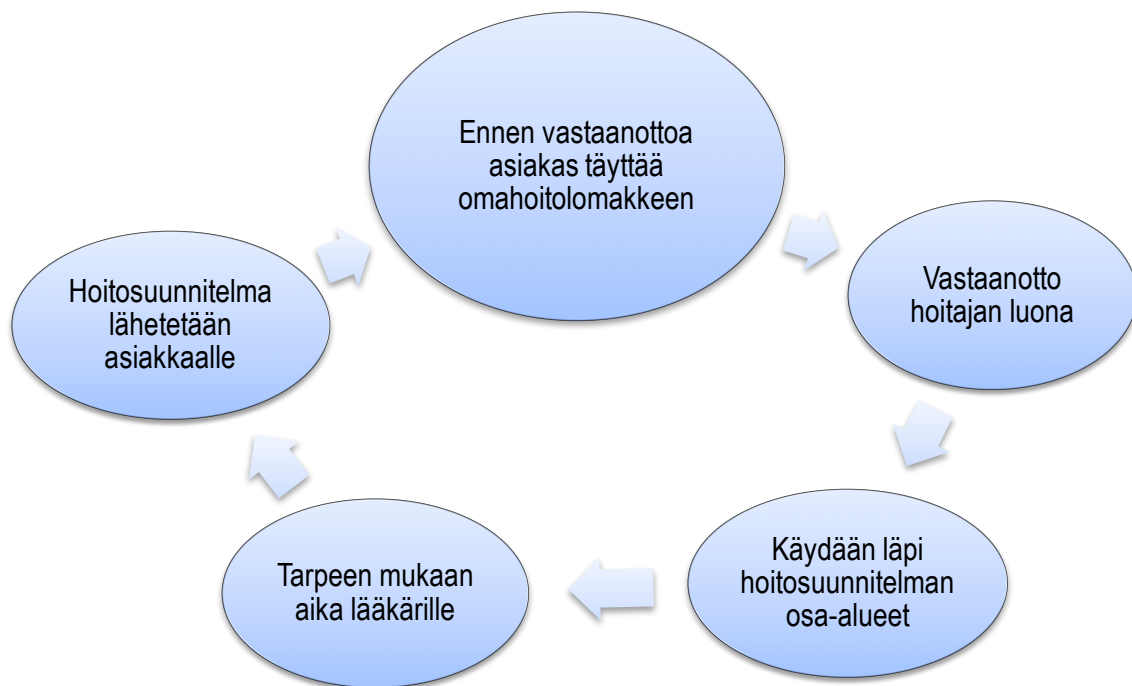 Ennen vastaanottoa
asiakas täyttää
omahoitolomakkeen
Vastaanotto
hoitajan luona
Käydään läpi
hoitosuunnitelman
osa-alueet
Tarpeen mukaan
aika lääkärille
Hoitosuunnitelma
lähetetään
asiakkaalle